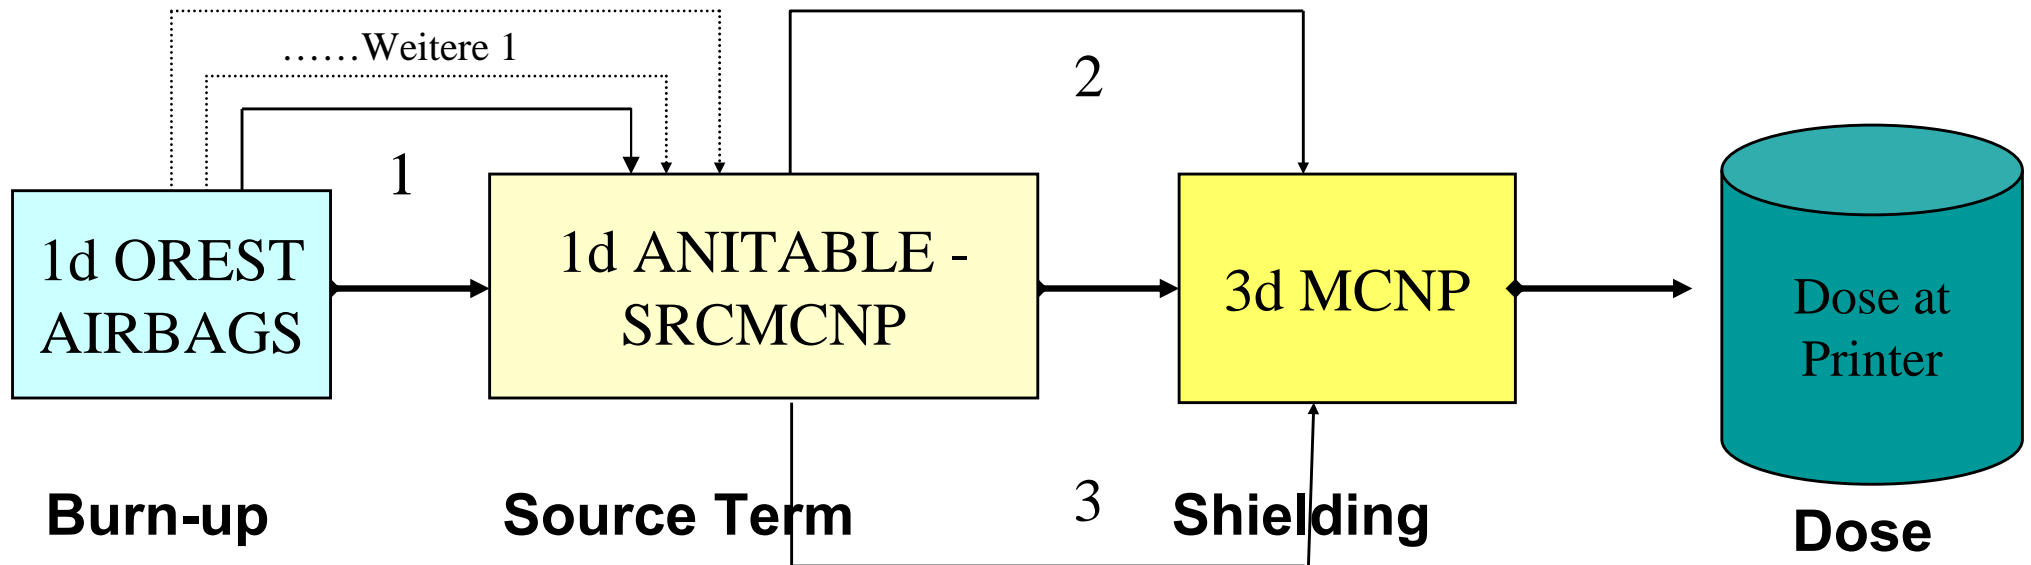 ……Weitere 1
2
1
1d OREST
AIRBAGS
1d ANITABLE -
SRCMCNP
3d MCNP
Dose at
Printer
3
Burn-up
Source Term
Shielding
Dose